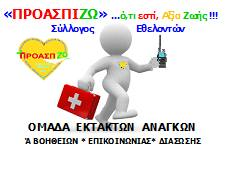 «ΠΡΟΑΣΠΙΖΩ» ...ό,τι εστί, Αξία Ζωής !!!
Σύλλογος Εθελοντών
ΠΡΟΑΣΠΙΖΩ
ΟΜΑΔΑ ΕΚΤΑΚΤΩΝ ΑΝΑΓΚΩΝ
Ά ΒΟΗΘΕΙΩΝ * ΕΠΙΚΟΙΝΩΝΙΑΣ* ΔΙΑΣΩΣΗΣ